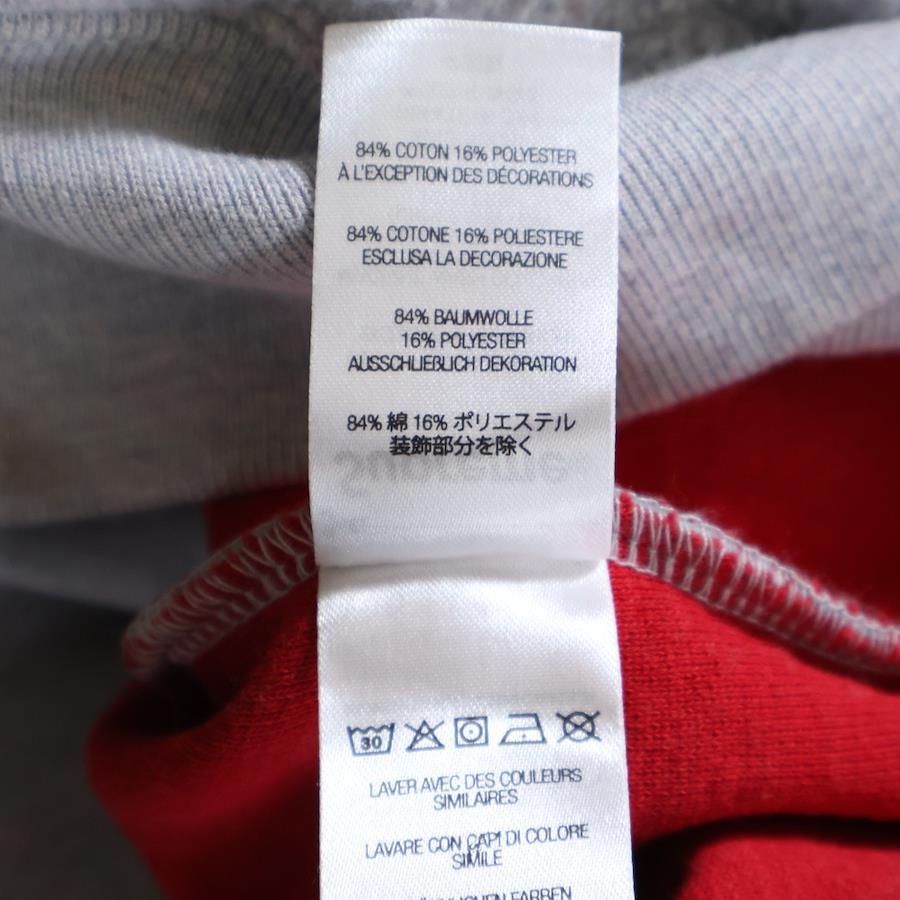 84% COTON 16% POLYESTER
À L'EXCEPTION DES DÉCORATIONS
84% COTONE 16% POLIESTERE
ESCLUSA LA DECORAZIONE
84% BAUMWOLLE
16% POLYESTER
AUSSCHLIEßLICH DEKORATION
84% 綿 16% ポリエステル
装飾部分を除く
30
LAVER AVEC DES COULEURS
SIMILAIRES
LAVARE CON CAPI DI COLORE
SIMILE
FARBEN